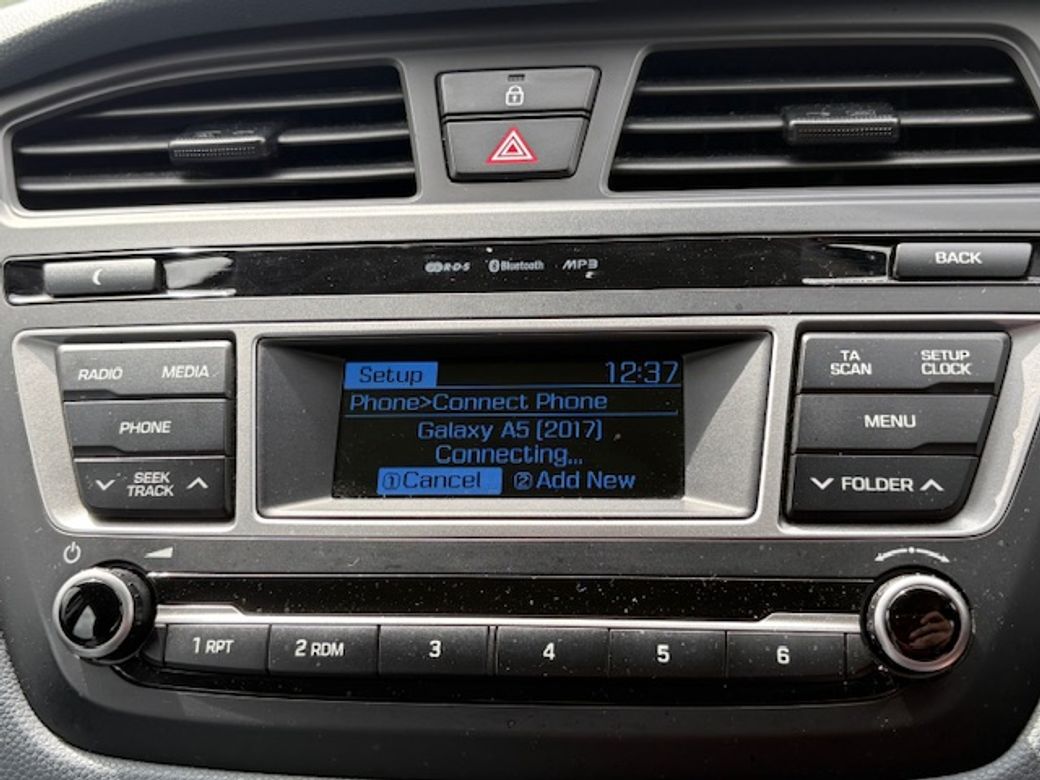 R·D·S Bluetooth MP3
BACK
RADIO MEDIA
PHONE
SEEK
TRACK
Setup 12:37
Phone>Connect Phone
Galaxy A5 (2017)
Connecting...
①Cancel ②Add New
TA
SCAN
SETUP
CLOCK
MENU
FOLDER
1 RPT 2 RDM 3 4 5 6